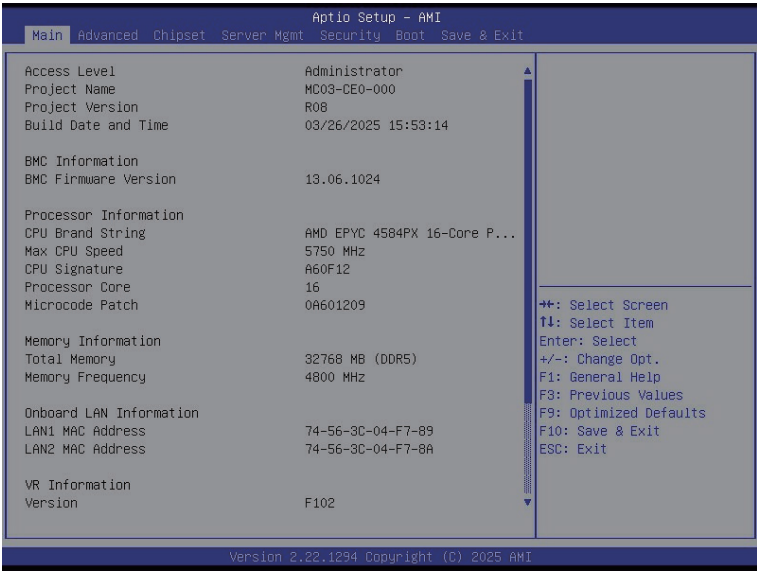 Aptio Setup - AMI
Main Advanced Chipset Server Mgmt Security Boot Save & Exit
Access Level Administrator
Project Name MC03-CE0-000
Project Version R08
Build Date and Time 03/26/2025 15:53:14
BMC Information
BMC Firmware Version 13.06.1024
Processor Information
CPU Brand String AMD EPYC 4584PX 16-Core P...
Max CPU Speed 5750 MHz
CPU Signature A60F12
Processor Core 16
Microcode Patch 0A601209
Memory Information
Total Memory 32768 MB (DDR5)
Memory Frequency 4800 MHz
Onboard LAN Information
LAN1 MAC Address 74-56-3C-04-F7-89
LAN2 MAC Address 74-56-3C-04-F7-8A
VR Information
Version F102
→←: Select Screen
↑↓: Select Item
Enter: Select
+/-: Change Opt.
F1: General Help
F3: Previous Values
F9: Optimized Defaults
F10: Save & Exit
ESC: Exit
Version 2.22.1294 Copyright (C) 2025 AMI